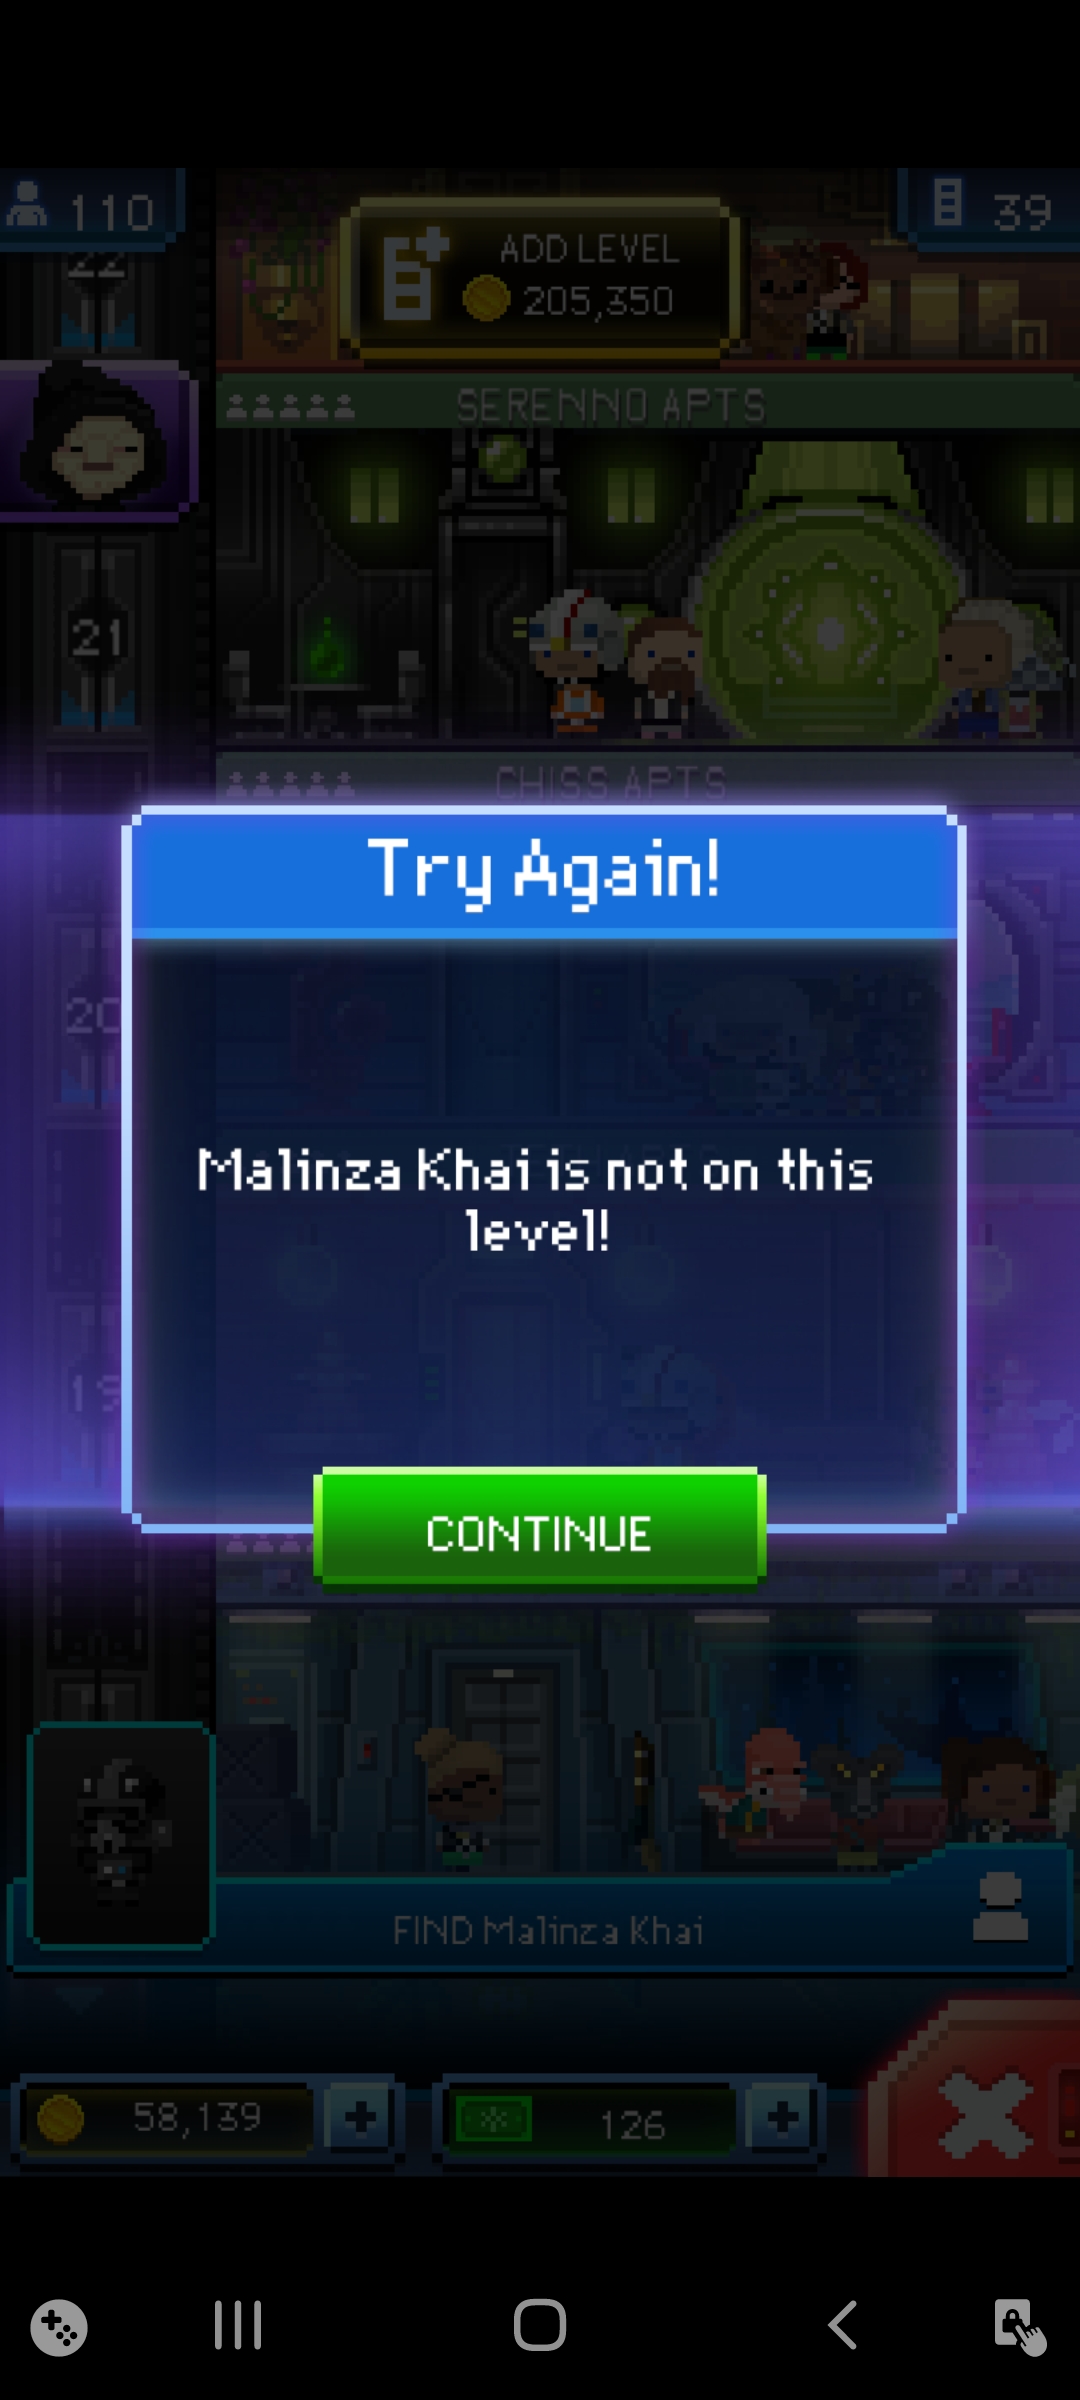 110
39
22
ADD LEVEL
205,350
SERENNO APTS
21
CHISS APTS
Try Again!
20
Malinza Khai is not on this
level!
19
CONTINUE
FIND Malinza Khai
58,139
126